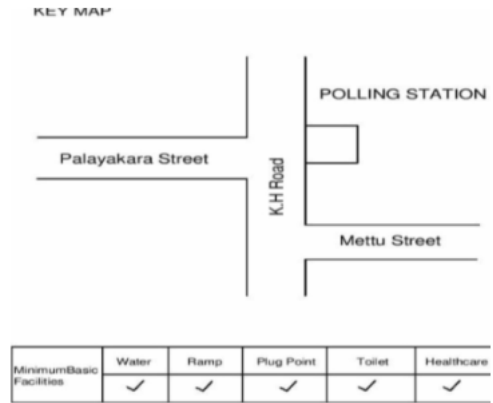 KEY MAP
POLLING STATION
Palayakara Street
K.H Road
Mettu Street
MinimumBasic Facilities
Water
Ramp
Plug Point
Toilet
Healthcare
✓ ✓ ✓ ✓ ✓